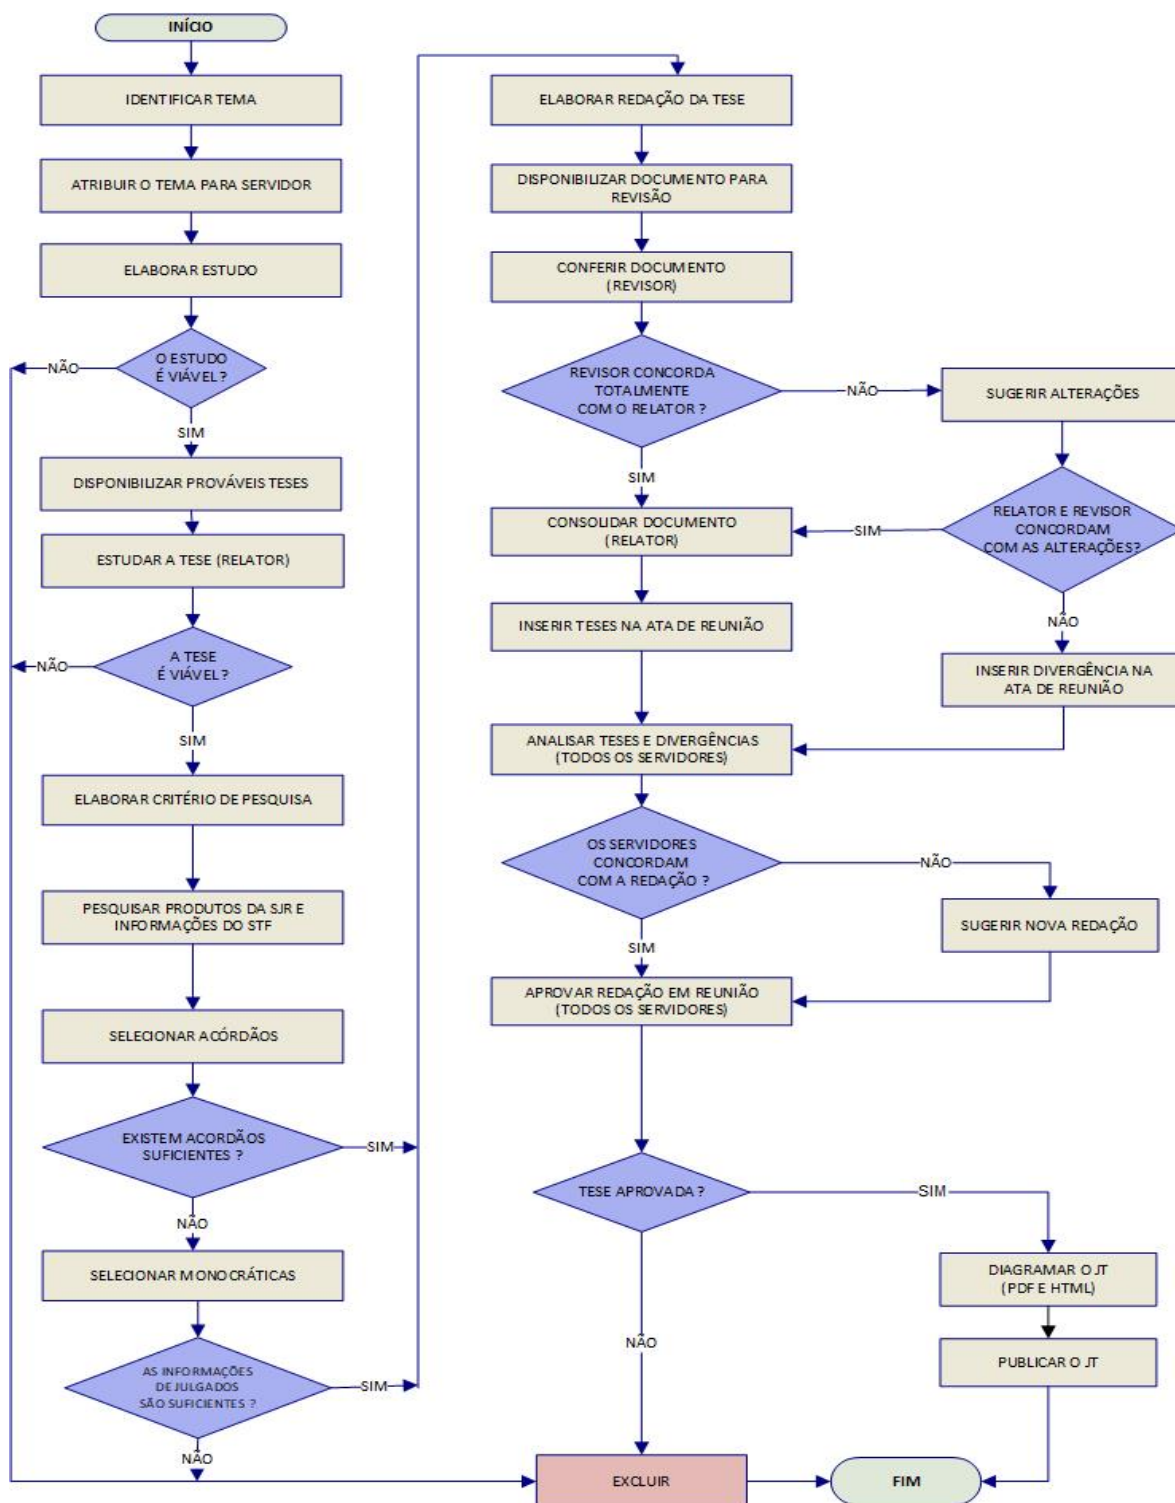 INÍCIO
IDENTIFICAR TEMA
ATRIBUIR O TEMA PARA SERVIDOR
ELABORAR ESTUDO
O ESTUDO
É VIÁVEL?
NÃO
SIM
DISPONIBILIZAR PROVÁVEIS TESES
ESTUDAR A TESE (RELATOR)
A TESE
É VIÁVEL?
NÃO
SIM
ELABORAR CRITÉRIO DE PESQUISA
PESQUISAR PRODUTOS DA SJR E
INFORMAÇÕES DO STF
SELECIONAR ACÓRDÃOS
EXISTEM ACORDÃOS
SUFICIENTES ?
SIM
NÃO
SELECIONAR MONOCRÁTICAS
AS INFORMAÇÕES
DE JULGADOS
SÃO SUFICIENTES ?
SIM
NÃO
ELABORAR REDAÇÃO DA TESE
DISPONIBILIZAR DOCUMENTO PARA
REVISÃO
CONFERIR DOCUMENTO
(REVISOR)
REVISOR CONCORDA
TOTALMENTE
COM O RELATOR ?
NÃO
SUGERIR ALTERAÇÕES
SIM
RELATOR E REVISOR
CONCORDAM
COM AS ALTERAÇÕES?
SIM
NÃO
CONSOLIDAR DOCUMENTO
(RELATOR)
INSERIR TESES NA ATA DE REUNIÃO
INSERIR DIVERGÊNCIA NA
ATA DE REUNIÃO
ANALISAR TESES E DIVERGÊNCIAS
(TODOS OS SERVIDORES)
OS SERVIDORES
CONCORDAM
COM A REDAÇÃO ?
NÃO
SUGERIR NOVA REDAÇÃO
SIM
APROVAR REDAÇÃO EM REUNIÃO
(TODOS OS SERVIDORES)
TESE APROVADA ?
SIM
DIAGRAMAR O JT
(PDF E HTML)
PUBLICAR O JT
NÃO
EXCLUIR
FIM